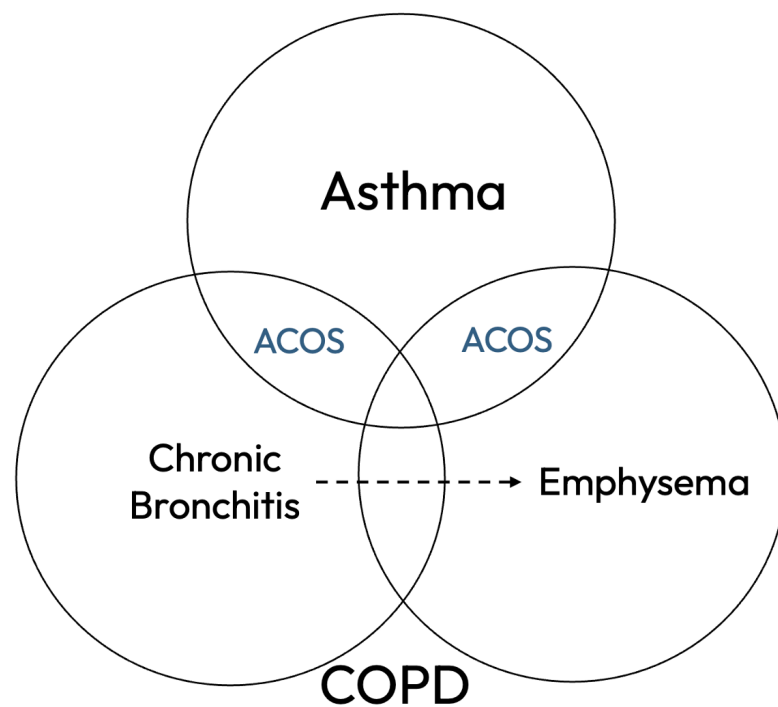 Asthma
ACOS
ACOS
Chronic
Bronchitis
Emphysema
COPD